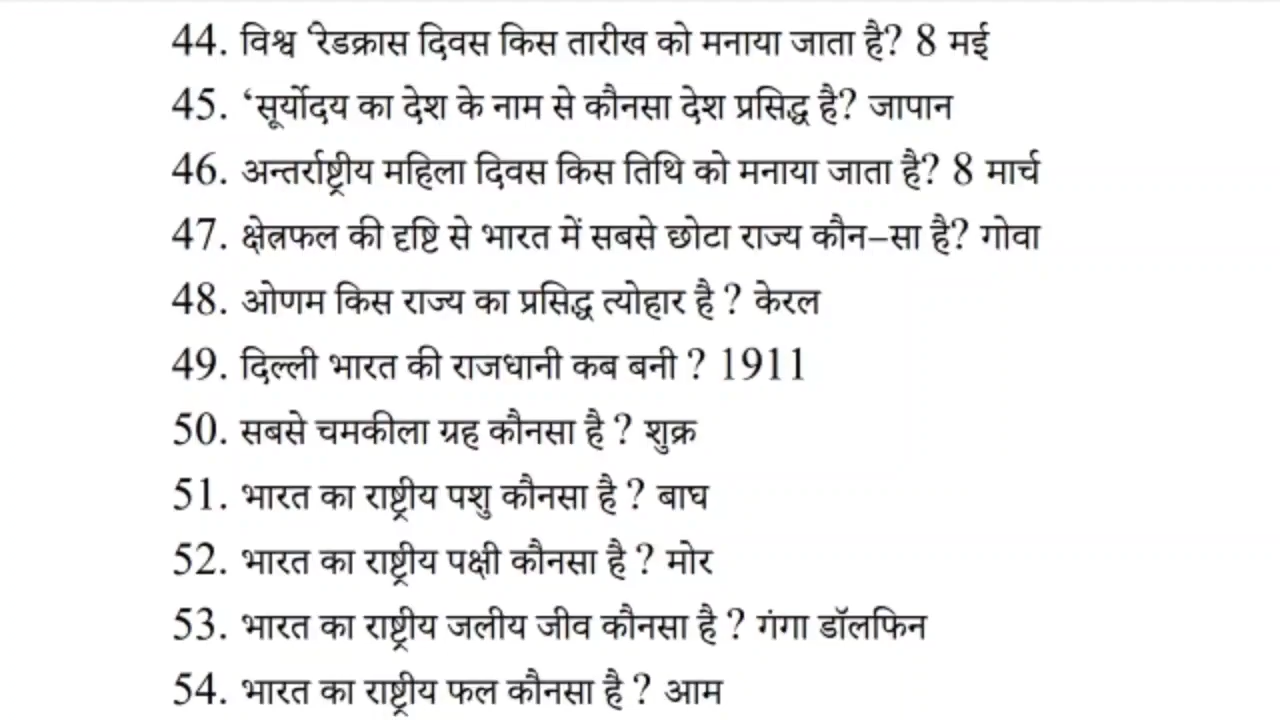 44. विश्व ‘रेडक्रास दिवस किस तारीख को मनाया जाता है? 8 मई
45. ‘सूर्योदय का देश के नाम से कौनसा देश प्रसिद्ध है? जापान
46. अन्तर्राष्ट्रीय महिला दिवस किस तिथि को मनाया जाता है? 8 मार्च
47. क्षेत्रफल की दृष्टि से भारत में सबसे छोटा राज्य कौन–सा है? गोवा
48. ओणम किस राज्य का प्रसिद्ध त्योहार है ? केरल
49. दिल्ली भारत की राजधानी कब बनी ? 1911
50. सबसे चमकीला ग्रह कौनसा है ? शुक्र
51. भारत का राष्ट्रीय पशु कौनसा है ? बाघ
52. भारत का राष्ट्रीय पक्षी कौनसा है ? मोर
53. भारत का राष्ट्रीय जलीय जीव कौनसा है ? गंगा डॉलफिन
54. भारत का राष्ट्रीय फल कौनसा है ? आम